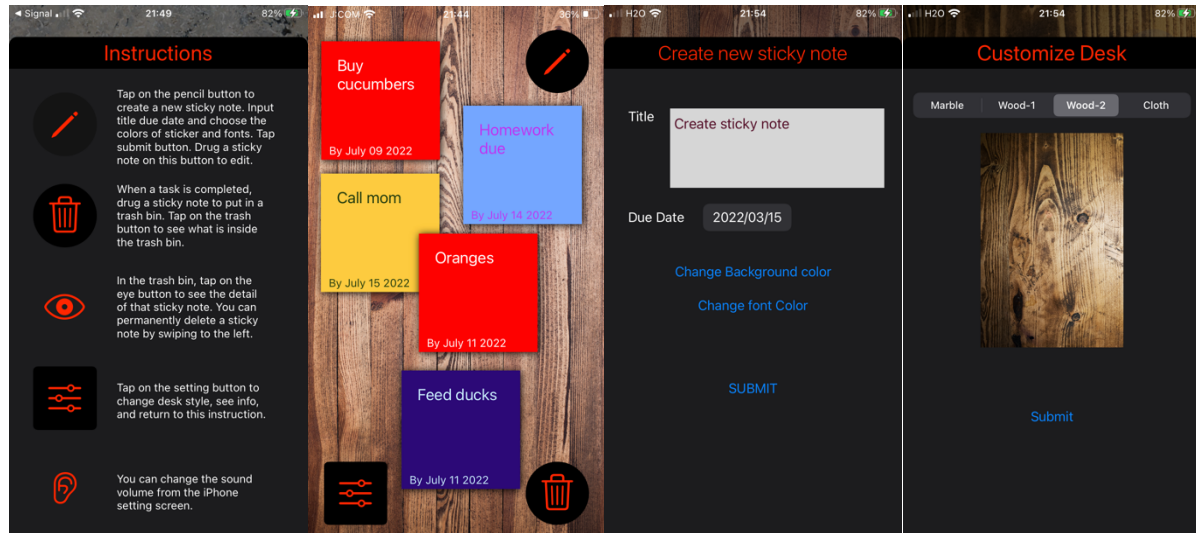 Signal
21:49
82%
Instructions
Tap on the pencil button to
create a new sticky note. Input
title due date and choose the
colors of sticker and fonts. Tap
submit button. Drug a sticky
note on this button to edit.
When a task is completed,
drug a sticky note to put in a
trash bin. Tap on the trash
button to see what is inside
the trash bin.
In the trash bin, tap on the
eye button to see the detail
of that sticky note. You can
permanently delete a sticky
note by swiping to the left.
Tap on the setting button to
change desk style, see info,
and return to this instruction.
You can change the sound
volume from the iPhone
setting screen.
J:COM
21:44
36%
Buy
cucumbers
By July 09 2022
Homework
due
By July 14 2022
Call mom
By July 15 2022
Oranges
By July 11 2022
Feed ducks
By July 11 2022
H2O
21:54
82%
Create new sticky note
Title
Create sticky note
Due Date
2022/03/15
Change Background color
Change font Color
SUBMIT
H2O
21:54
82%
Customize Desk
Marble
Wood-1
Wood-2
Cloth
Submit